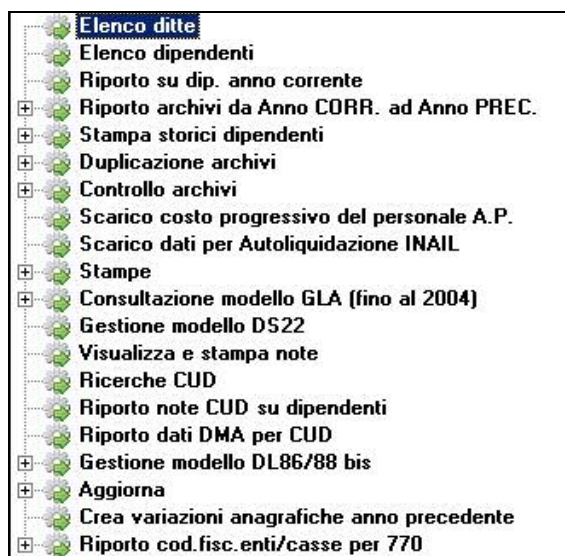 Elenco ditte
Elenco dipendenti
Riporto su dip. anno corrente
Riporto archivi da Anno CORR. ad Anno PREC.
Stampa storici dipendenti
Duplicazione archivi
Controllo archivi
Scarico costo progressivo del personale A.P.
Scarico dati per Autoliquidazione INAIL
Stampe
Consultazione modello GLA (fino al 2004)
Gestione modello DS22
Visualizza e stampa note
Ricerche CUD
Riporto note CUD su dipendenti
Riporto dati DMA per CUD
Gestione modello DL86/88 bis
Aggiorna
Crea variazioni anagrafiche anno precedente
Riporto cod.fisc.enti/casse per 770